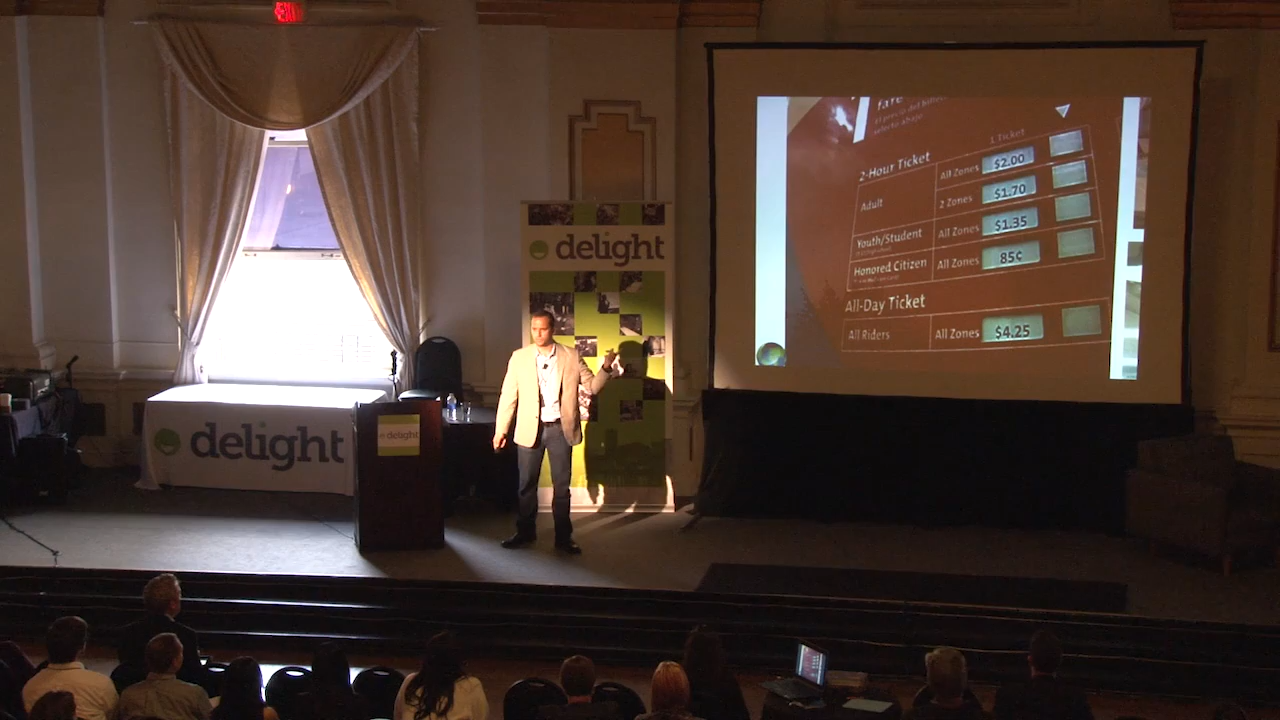 delight
delight
delight
fare
1 Ticket
2-Hour Ticket
Adult
All Zones $2.00
2 Zones $1.70
Youth/Student
All Zones $1.35
Honored Citizen
All Zones 85¢
All-Day Ticket
All Riders
All Zones $4.25